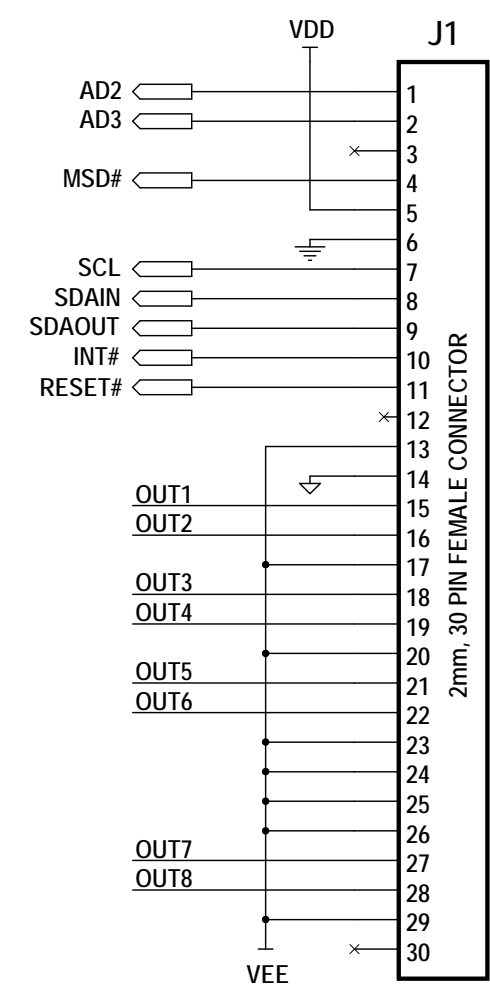 VDD
J1
AD2
1
AD3
2
3
MSD#
4
5
6
SCL
7
SDAIN
8
SDAOUT
9
INT#
10
RESET#
11
12
13
14
OUT1
15
OUT2
16
17
OUT3
18
OUT4
19
20
OUT5
21
OUT6
22
23
24
25
26
OUT7
27
OUT8
28
29
30
VEE
2mm, 30 PIN FEMALE CONNECTOR